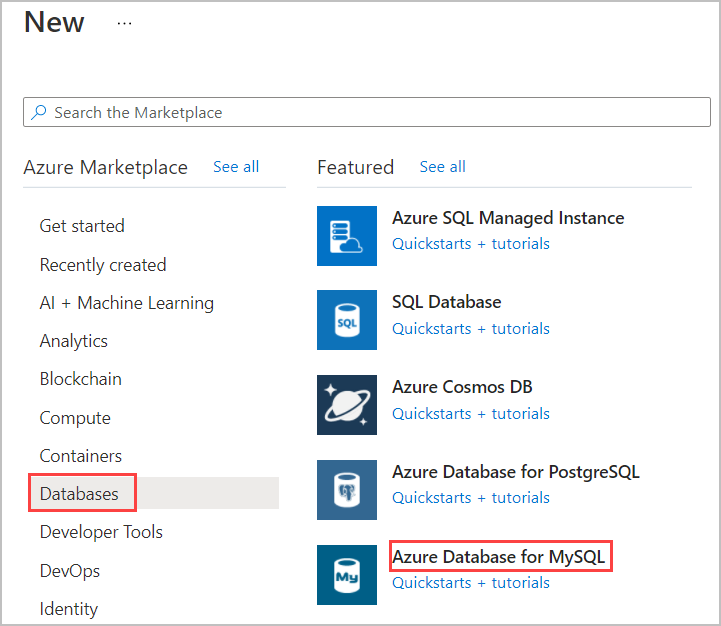 New ...
Search the Marketplace
Azure Marketplace See all
Get started
Recently created
AI + Machine Learning
Analytics
Blockchain
Compute
Containers
Databases
Developer Tools
DevOps
Identity
Featured See all
Azure SQL Managed Instance
Quickstarts + tutorials
SQL
SQL Database
Quickstarts + tutorials
Azure Cosmos DB
Quickstarts + tutorials
Azure Database for PostgreSQL
Quickstarts + tutorials
My
Azure Database for MySQL
Quickstarts + tutorials